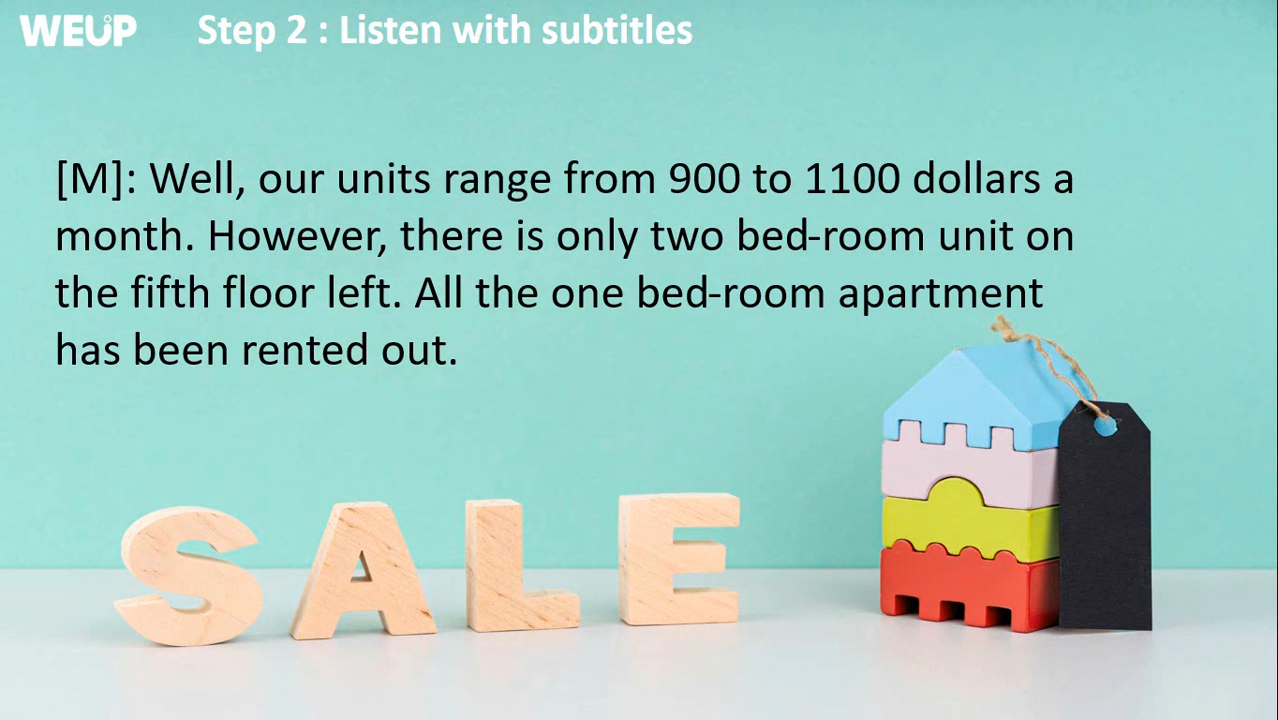 WEUP
Step 2 : Listen with subtitles
[M]: Well, our units range from 900 to 1100 dollars a
month. However, there is only two bed-room unit on
the fifth floor left. All the one bed-room apartment
has been rented out.
SALE